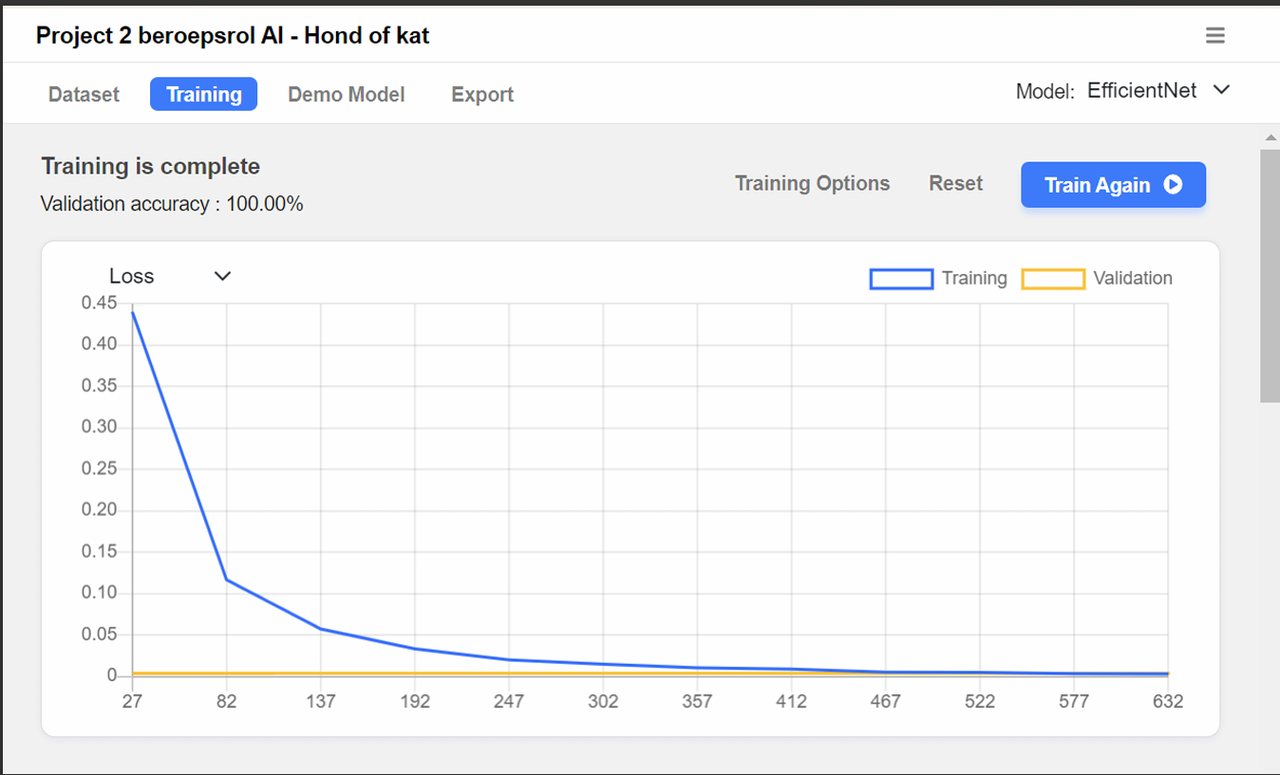 Project 2 beroepsrol AI - Hond of kat
Dataset Training Demo Model Export Model: EfficientNet
Training is complete
Validation accuracy : 100.00%
Training Options Reset Train Again
Loss
Training Validation
0.45
0.40
0.35
0.30
0.25
0.20
0.15
0.10
0.05
0
27 82 137 192 247 302 357 412 467 522 577 632